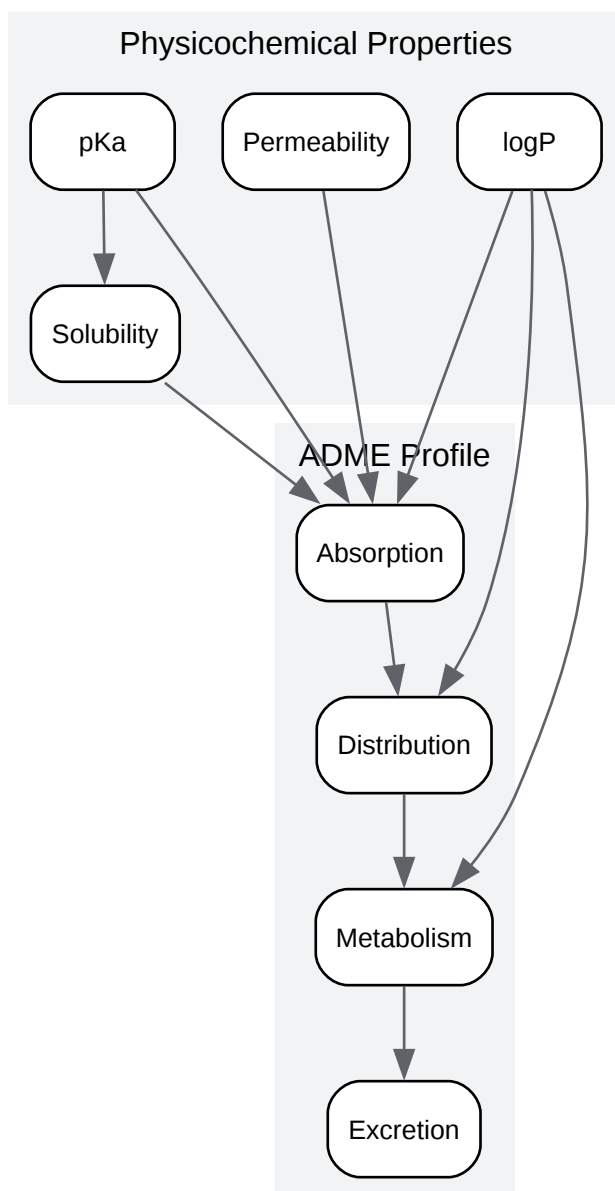 Physicochemical Properties
pKa
Permeability
logP
Solubility
ADME Profile
Absorption
Distribution
Metabolism
Excretion